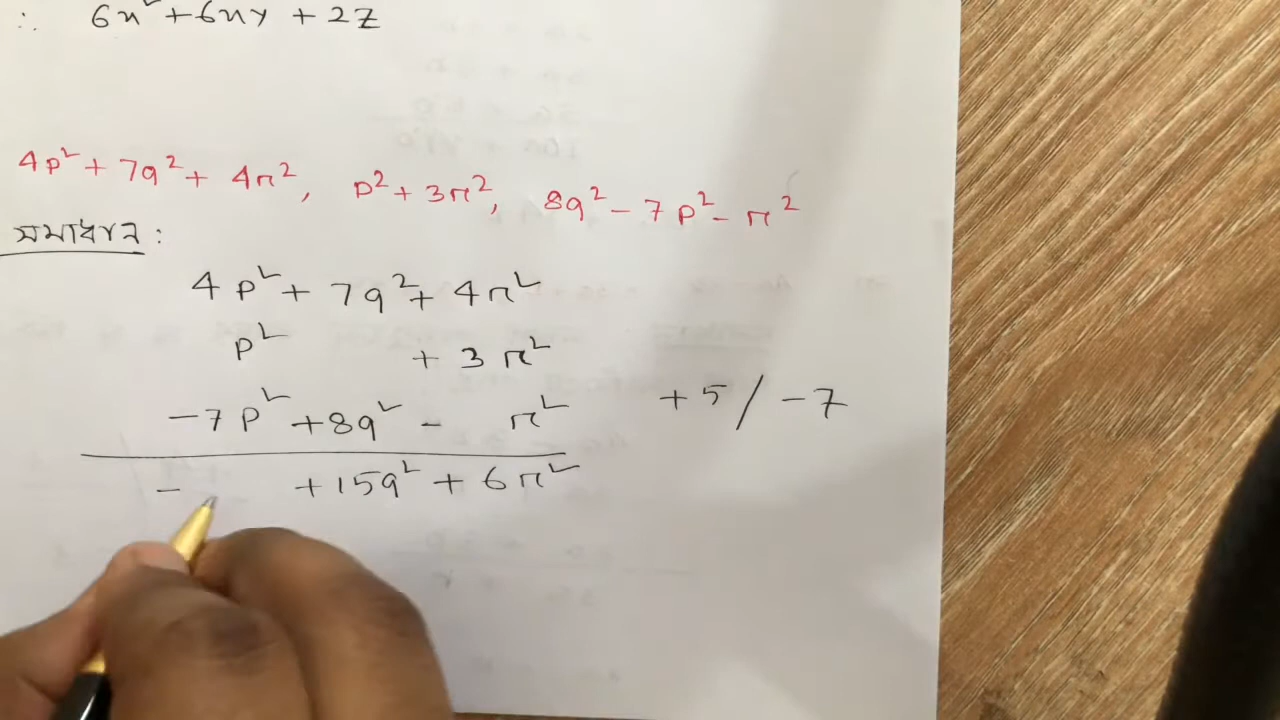 ∴ 6x² + 6xy + 2z
4p² + 7q² + 4r², p² + 3r², 8q² - 7p² - r²
সমাধান :
4p² + 7q² + 4r²
p² + 3r²
-7p² + 8q² - r²
+5 / -7
- + 15q² + 6r²